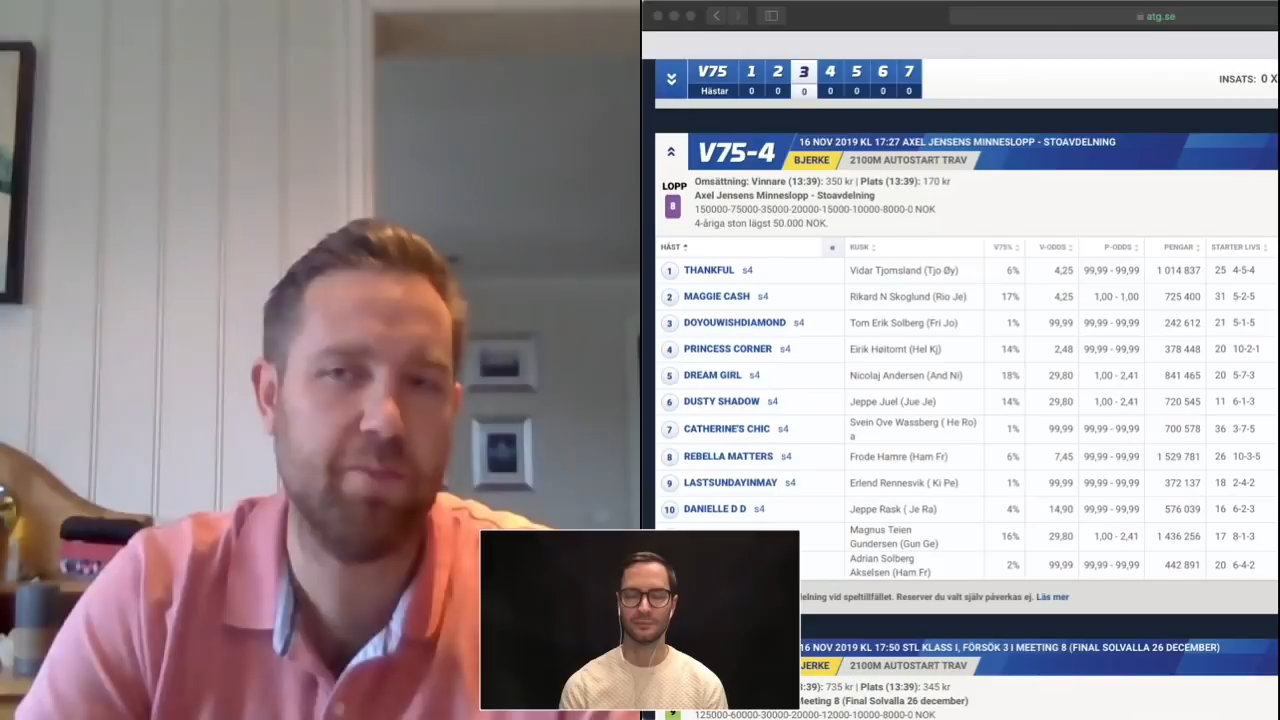 atg.se
V75 1 2 3 4 5 6 7
Hästar 0 0 0 0 0 0 0
INSATS: 0 X
V75-4
16 NOV 2019 KL 17:27 AXEL JENSENS MINNESLOPP - STOAVDELNING
BJERKE 2100M AUTOSTART TRAV
LOPP
8
Omsättning: Vinnare (13:39): 350 kr | Plats (13:39): 170 kr
Axel Jensens Minneslopp - Stoavdelning
150000-75000-35000-20000-15000-10000-8000-0 NOK
4-åriga ston lägst 50.000 NOK.
HÄST « KUSK V75% V-ODDS P-ODDS PENGAR STARTER LIVS
1 THANKFUL s4 Vidar Tjomsland (Tjo Øy) 6% 4,25 99,99 - 99,99 1 014 837 25 4-5-4
2 MAGGIE CASH s4 Rikard N Skoglund (Rio Je) 17% 4,25 1,00 - 1,00 725 400 31 5-2-5
3 DOYOUWISHDIAMOND s4 Tom Erik Solberg (Fri Jo) 1% 99,99 99,99 - 99,99 242 612 21 5-1-5
4 PRINCESS CORNER s4 Eirik Høitomt (Hel Kj) 14% 2,48 99,99 - 99,99 378 448 20 10-2-1
5 DREAM GIRL s4 Nicolaj Andersen (And Ni) 18% 29,80 1,00 - 2,41 841 465 20 5-7-3
6 DUSTY SHADOW s4 Jeppe Juel (Jue Je) 14% 29,80 1,00 - 2,41 720 545 11 6-1-3
7 CATHERINE'S CHIC s4 Svein Ove Wassberg ( He Ro) 1% 99,99 99,99 - 99,99 700 578 36 3-7-5
a
8 REBELLA MATTERS s4 Frode Hamre (Ham Fr) 6% 7,45 99,99 - 99,99 1 529 781 26 10-3-5
9 LASTSUNDAYINMAY s4 Erlend Rennesvik ( Ki Pe) 1% 99,99 99,99 - 99,99 372 137 18 2-4-2
10 DANIELLE D D s4 Jeppe Rask ( Je Ra) 4% 14,90 99,99 - 99,99 576 039 16 6-2-3
Magnus Teien
Gundersen (Gun Ge) 16% 29,80 1,00 - 2,41 1 436 256 17 8-1-3
Adrian Solberg
Akselsen (Ham Fr) 2% 99,99 99,99 - 99,99 442 891 20 6-4-2
elning vid speltillfället. Reserver du valt själv påverkas ej. Läs mer
16 NOV 2019 KL 17:50 STL KLASS I, FÖRSÖK 3 I MEETING 8 (FINAL SOLVALLA 26 DECEMBER)
JERKE 2100M AUTOSTART TRAV
:39): 735 kr | Plats (13:39): 345 kr
eeting 8 (Final Solvalla 26 december)
125000-60000-30000-20000-12000-10000-8000-0 NOK